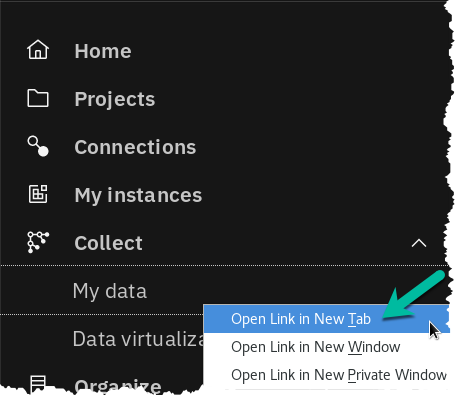 Home
Projects
Connections
My instances
Collect
My data
Open Link in New Tab
Data virtualiza
Open Link in New Window
Open Link in New Private Window
Organize